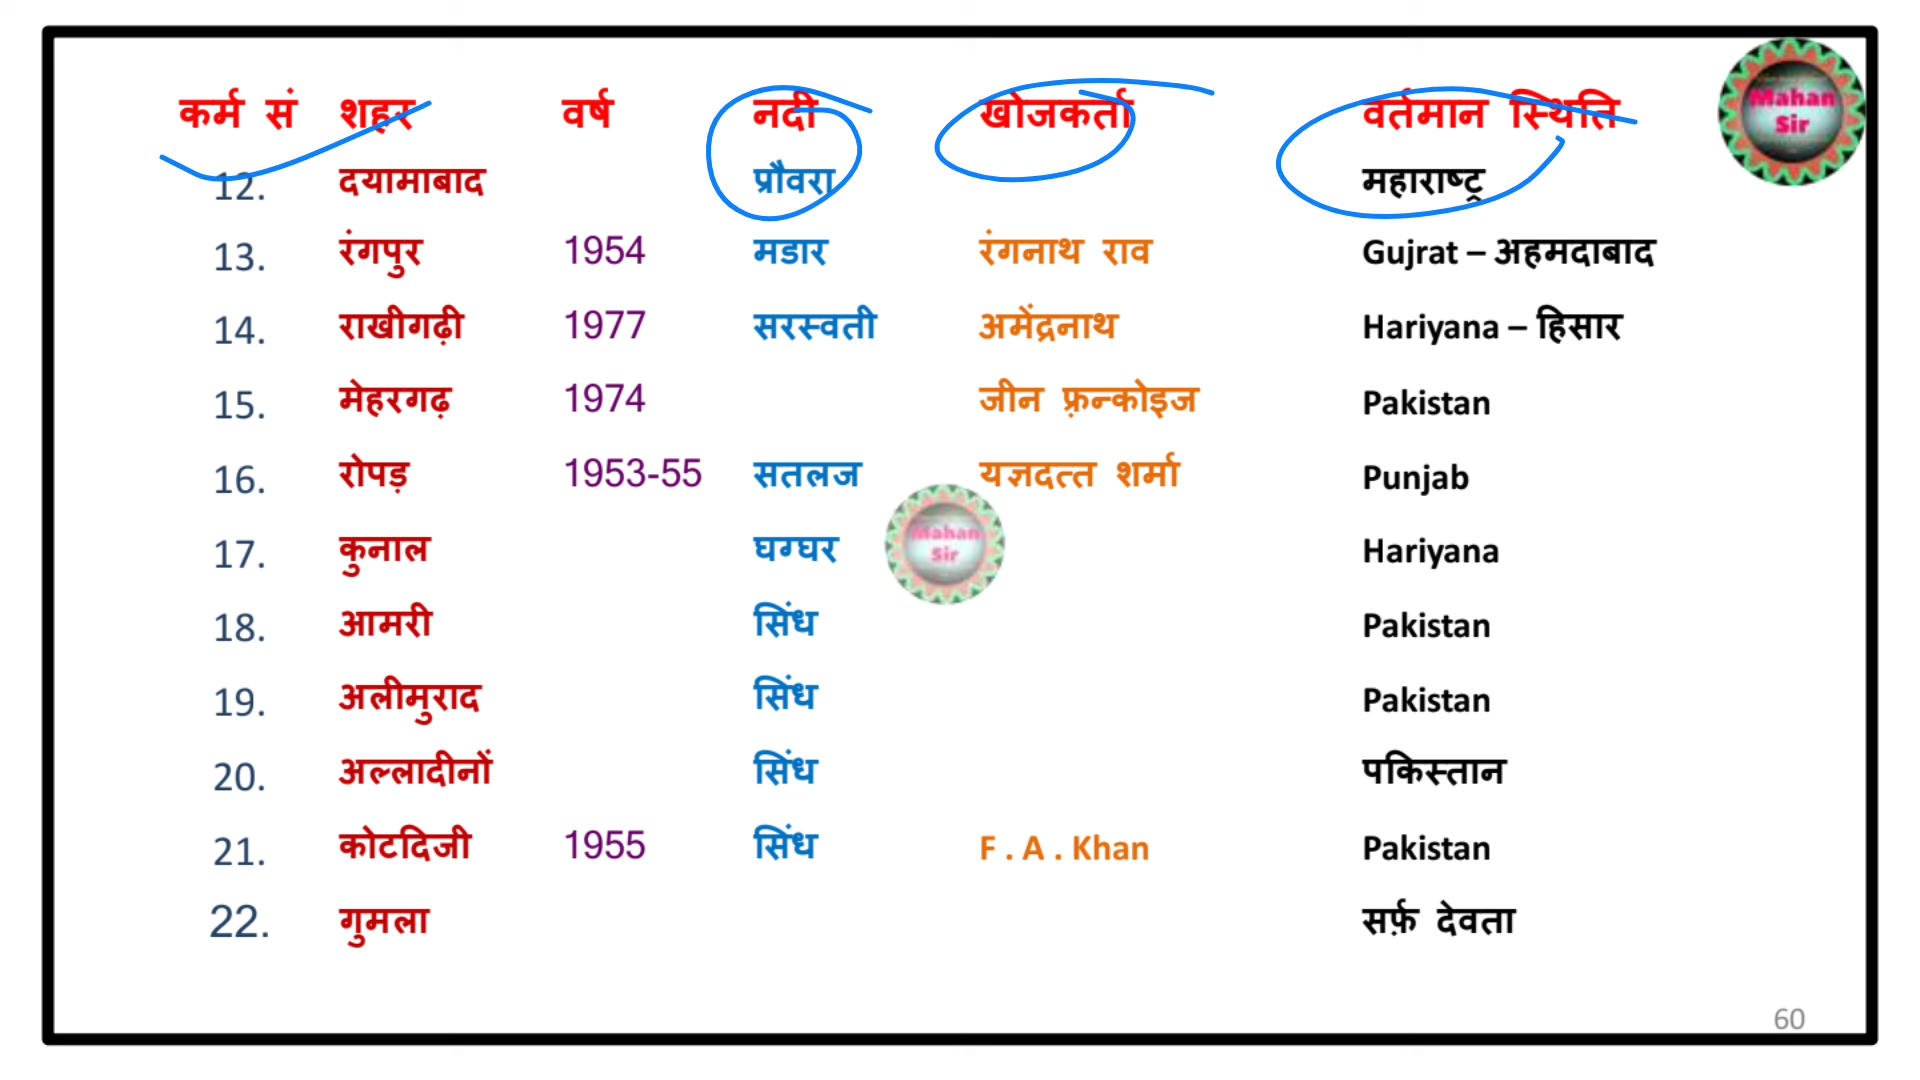 कर्म सं शहर वर्ष नदी खोजकर्ता वर्तमान स्थिति
Mahan Sir
12. दयामाबाद प्रौवरा महाराष्ट्र
13. रंगपुर 1954 मडार रंगनाथ राव Gujrat – अहमदाबाद
14. राखीगढ़ी 1977 सरस्वती अमेंद्रनाथ Hariyana – हिसार
15. मेहरगढ़ 1974 जीन फ़्रन्कोइज Pakistan
16. रोपड़ 1953-55 सतलज यज्ञदत्त शर्मा Punjab
Mahan Sir
17. कुनाल घग्घर Hariyana
18. आमरी सिंध Pakistan
19. अलीमुराद सिंध Pakistan
20. अल्लादीनों सिंध पकिस्तान
21. कोटदिजी 1955 सिंध F . A . Khan Pakistan
22. गुमला सर्फ़ देवता
60